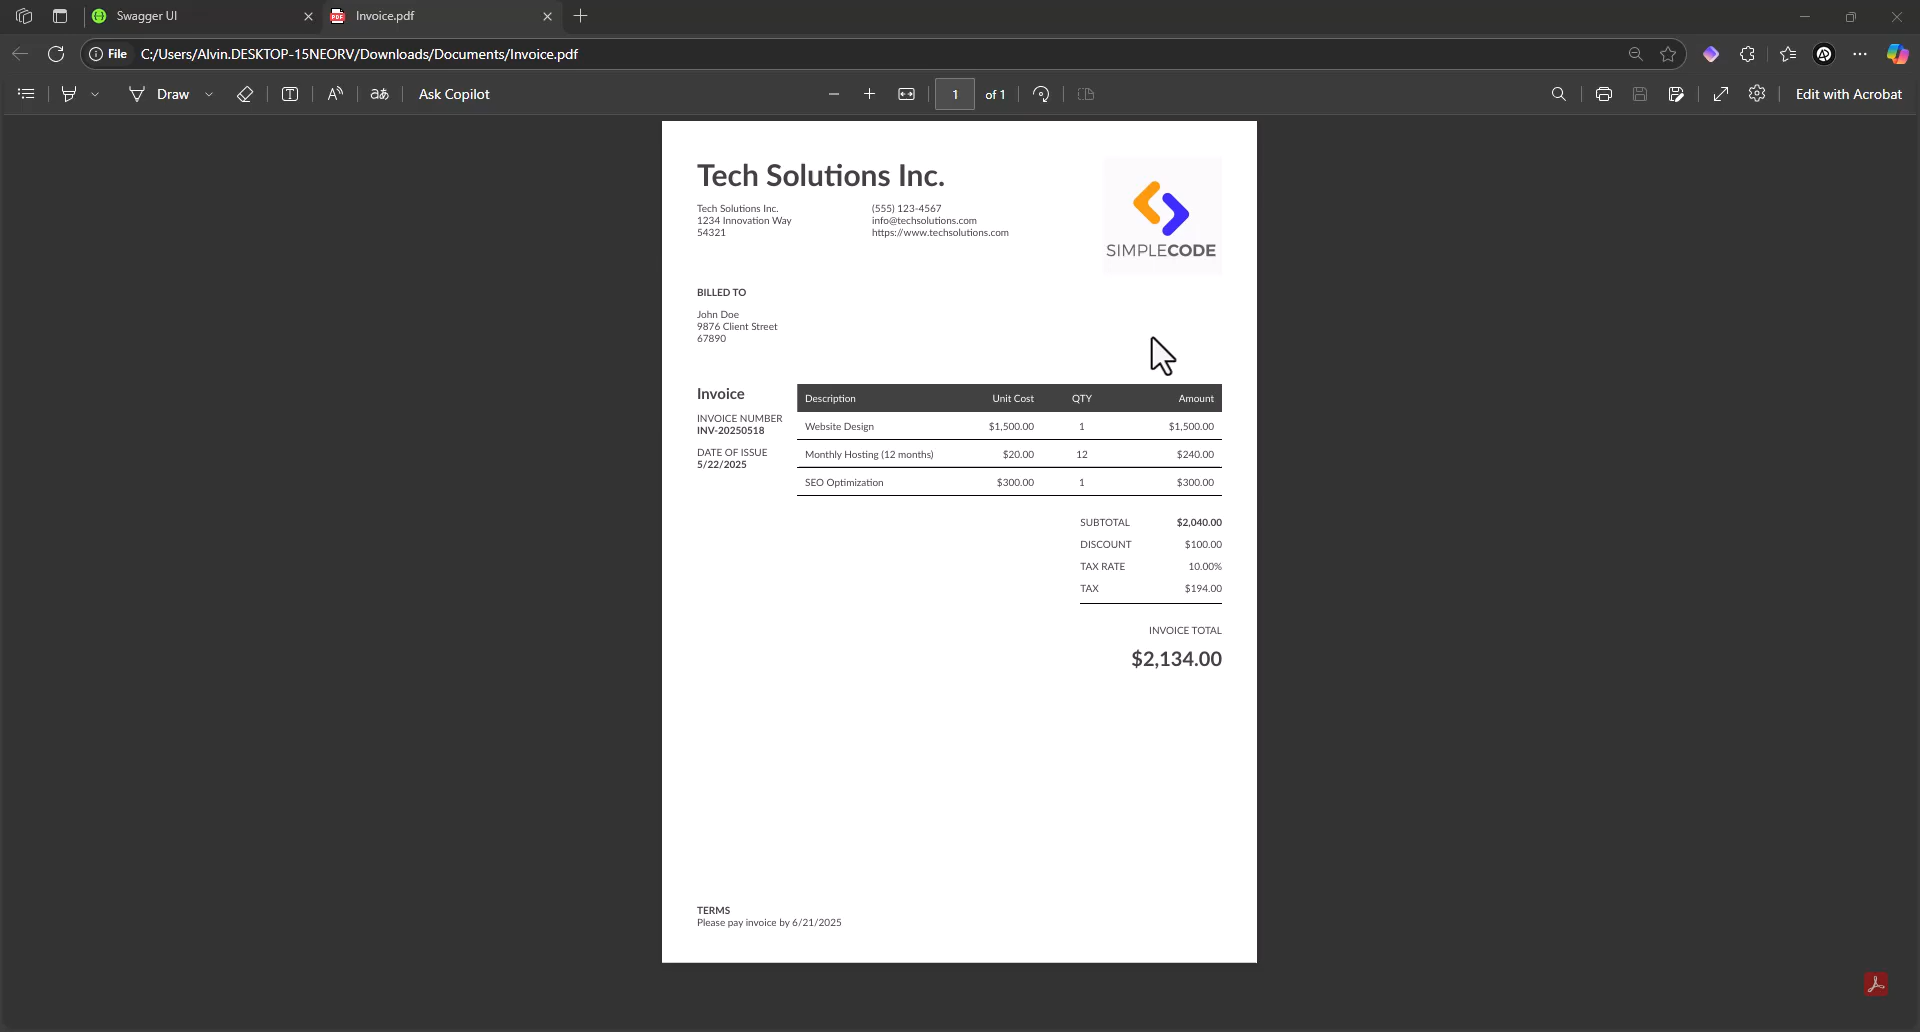 Swagger UI
Invoice.pdf
File C:/Users/Alvin.DESKTOP-15NEORV/Downloads/Documents/Invoice.pdf
Draw aあ Ask Copilot 1 of 1 Edit with Acrobat
Tech Solutions Inc.
Tech Solutions Inc.
1234 Innovation Way
54321
(555) 123-4567
info@techsolutions.com
https://www.techsolutions.com
SIMPLECODE
BILLED TO
John Doe
9876 Client Street
67890
Invoice
INVOICE NUMBER
INV-20250518
DATE OF ISSUE
5/22/2025
Description Unit Cost QTY Amount
Website Design $1,500.00 1 $1,500.00
Monthly Hosting (12 months) $20.00 12 $240.00
SEO Optimization $300.00 1 $300.00
SUBTOTAL $2,040.00
DISCOUNT $100.00
TAX RATE 10.00%
TAX $194.00
INVOICE TOTAL
$2,134.00
TERMS
Please pay invoice by 6/21/2025